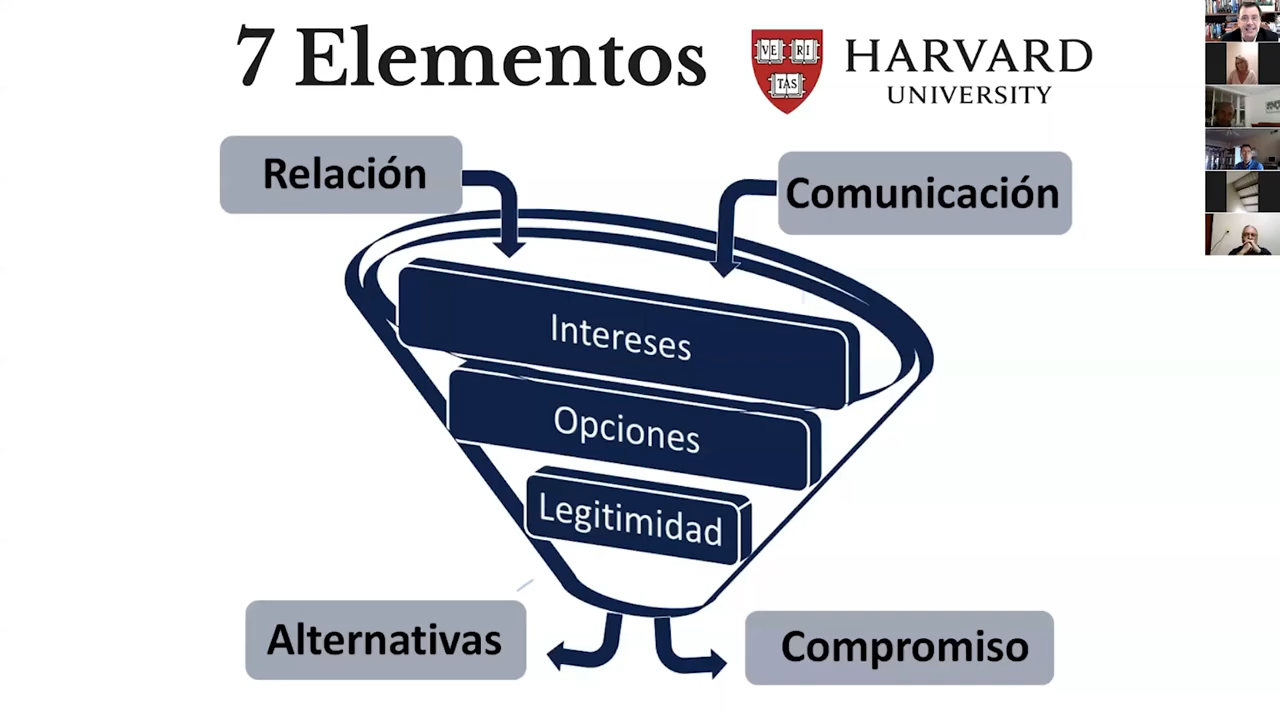 7 Elementos
VE RI
TAS
HARVARD
UNIVERSITY
Relación
Comunicación
Intereses
Opciones
Legitimidad
Alternativas
Compromiso